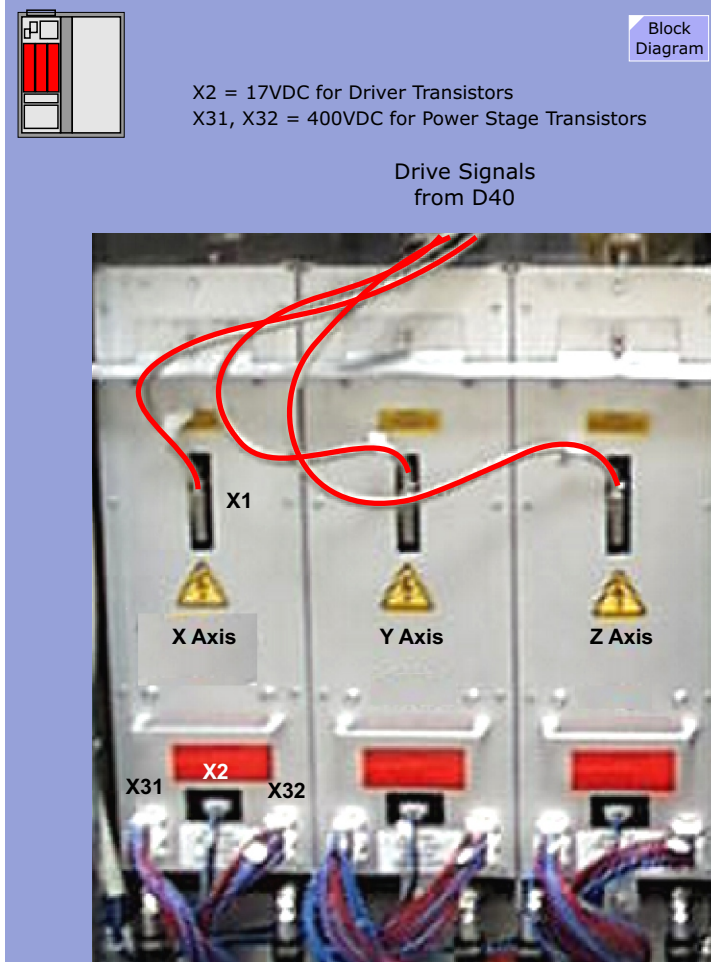 Block
Diagram
X2 = 17VDC for Driver Transistors
X31, X32 = 400VDC for Power Stage Transistors
Drive Signals
from D40
X1
X Axis
Y Axis
Z Axis
X2
X31
X32